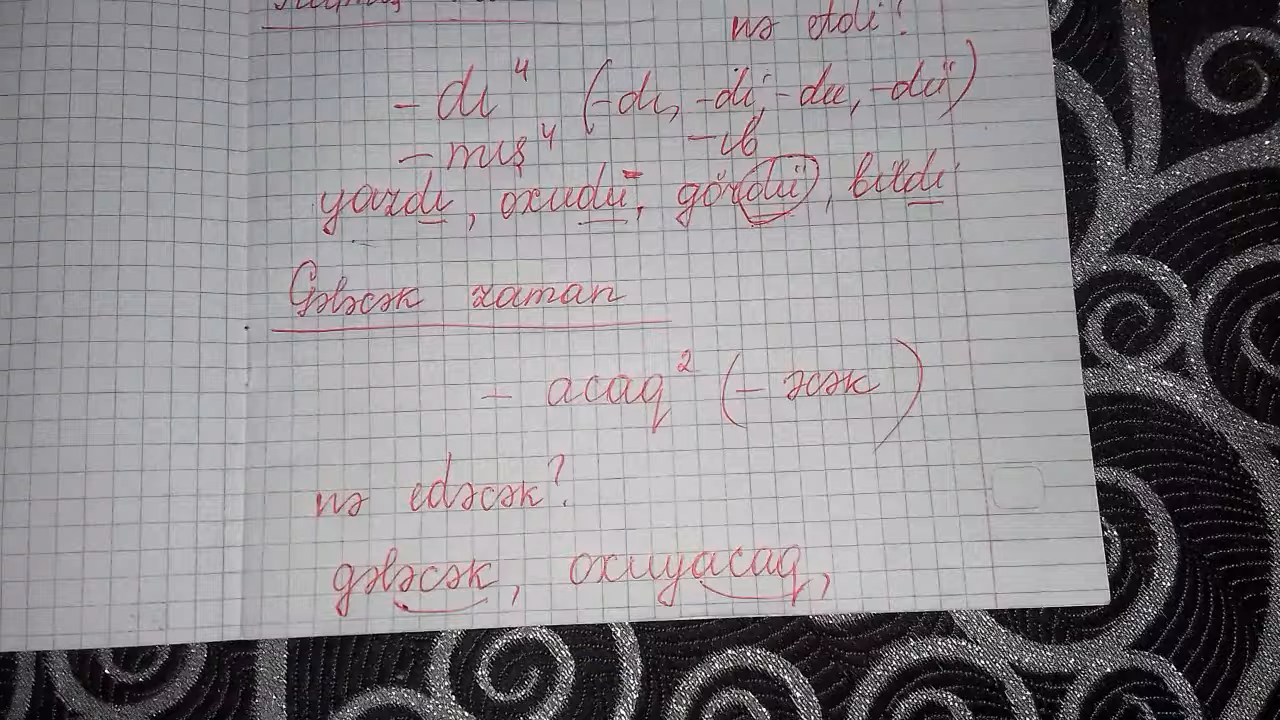 nə etdi?
-dı⁴ (-dı, -di, -du, -dü)
-mış⁴ -ıb
yazdı, oxudu, gördü, bildi
Gələcək zaman
- acaq² (- əcək)
nə edəcək?
gələcək, oxuyacaq,